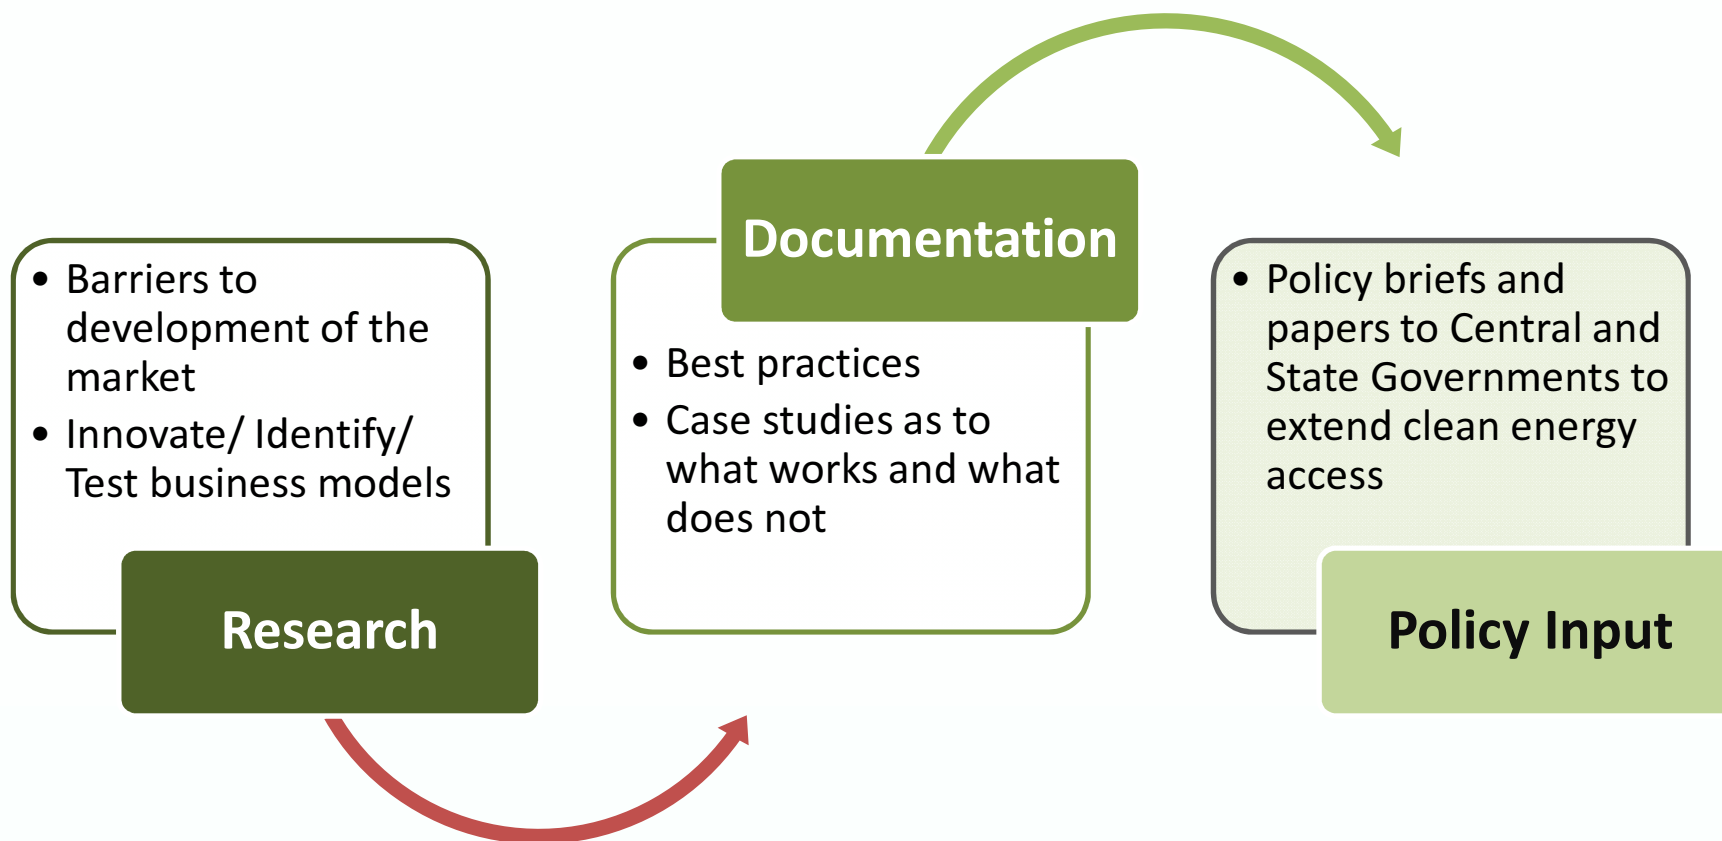 • Barriers to
development of the
market
• Innovate/ Identify/
Test business models
Research
Documentation
• Best practices
• Case studies as to
what works and what
does not
• Policy briefs and
papers to Central and
State Governments to
extend clean energy
access
Policy Input